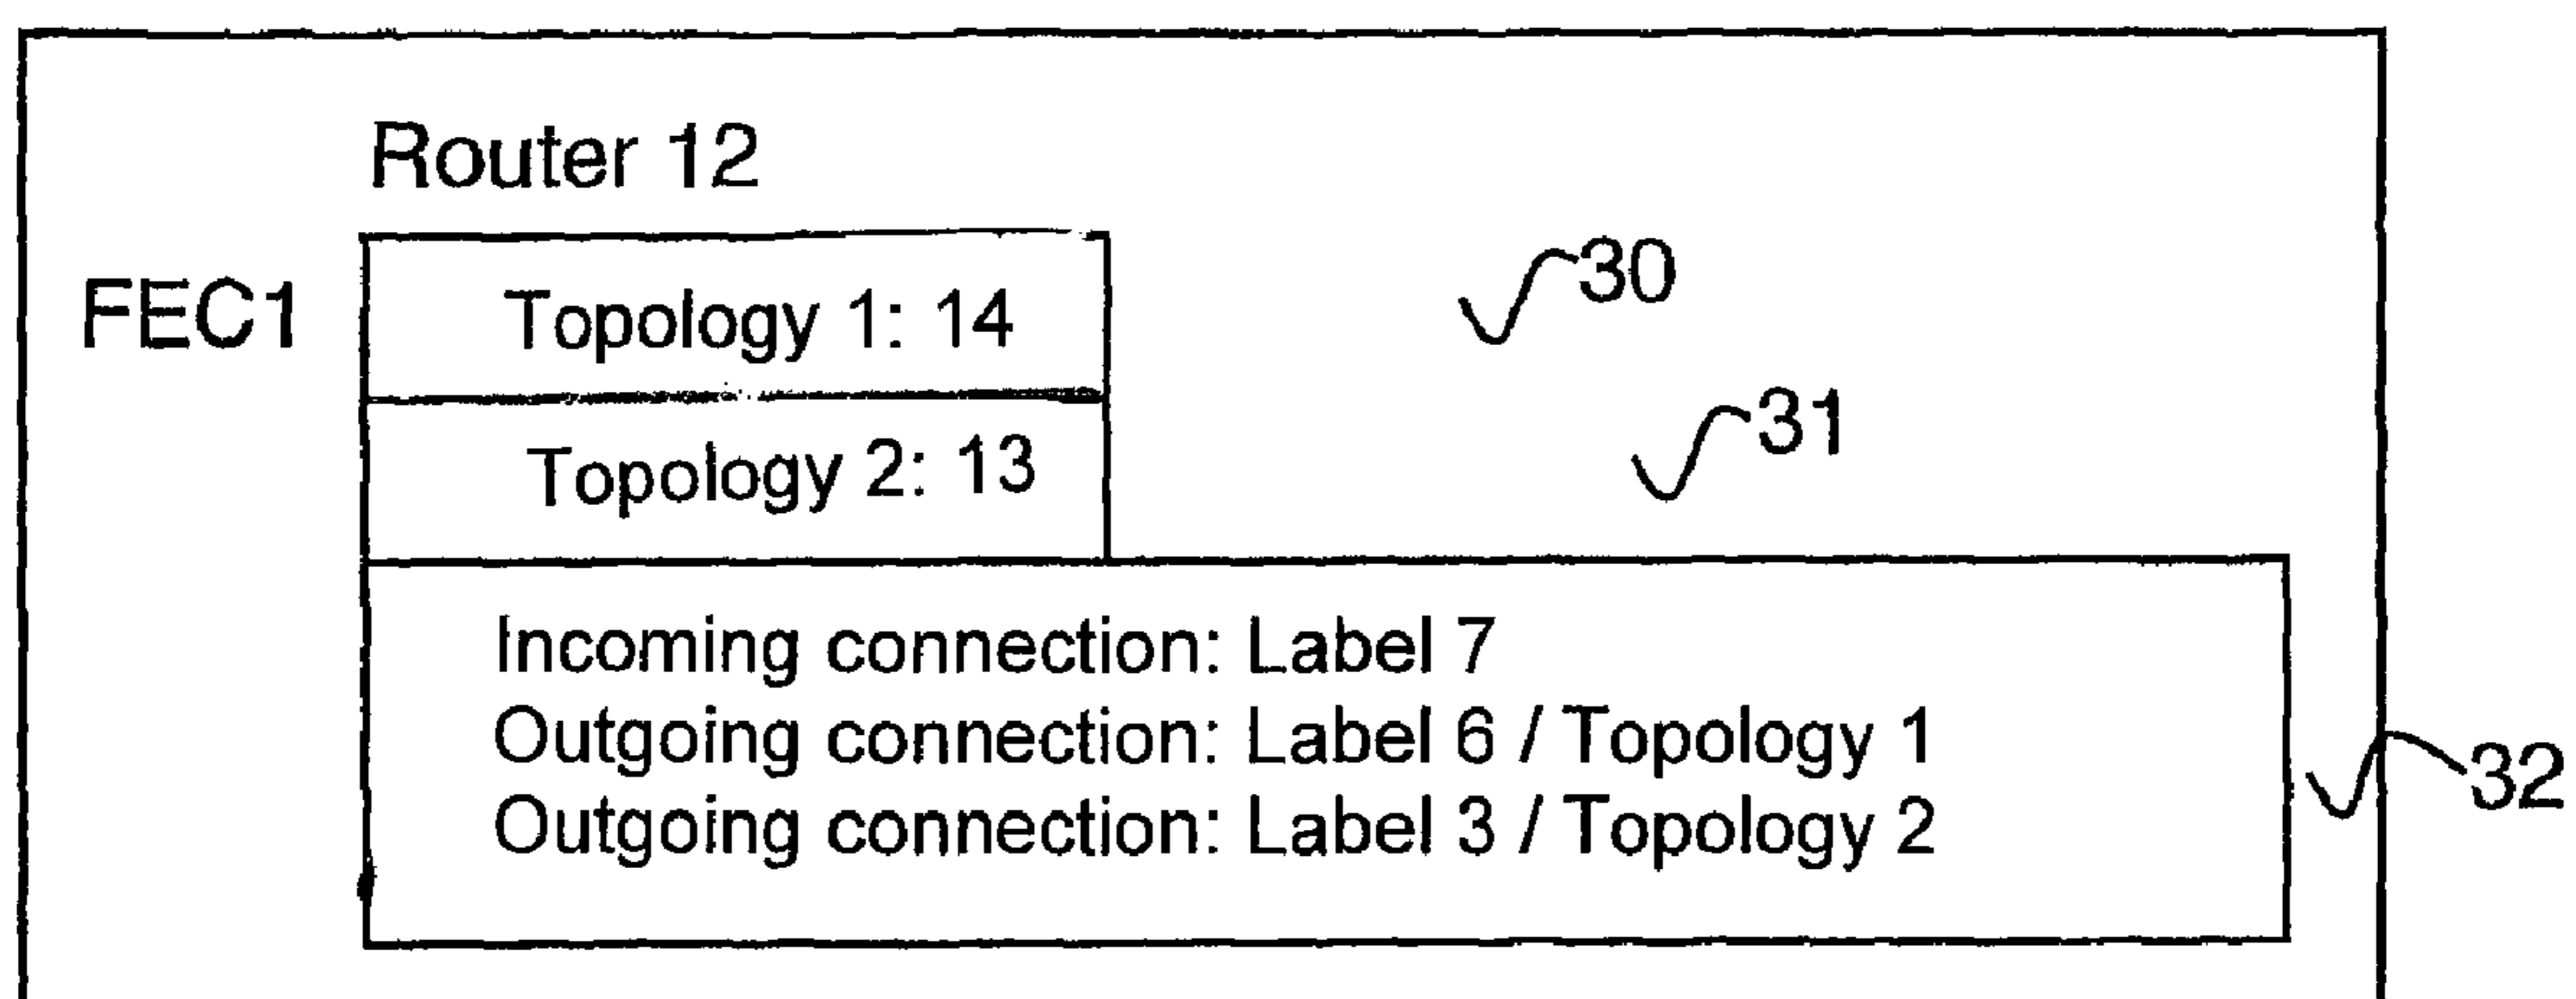 Router 12
FEC1
Topology 1: 14
30
Topology 2: 13
31
Incoming connection: Label 7
Outgoing connection: Label 6 / Topology 1
Outgoing connection: Label 3 / Topology 2
32